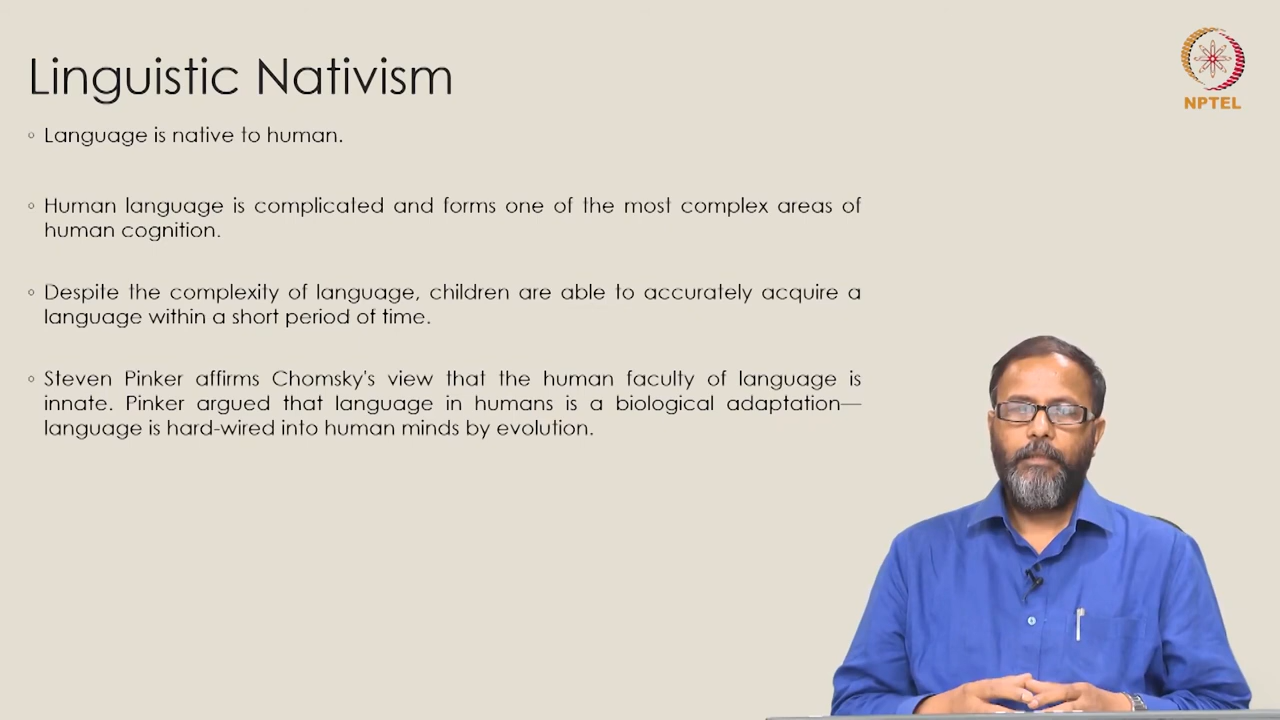 Linguistic Nativism
NPTEL
◦ Language is native to human.
◦ Human language is complicated and forms one of the most complex areas of
human cognition.
◦ Despite the complexity of language, children are able to accurately acquire a
language within a short period of time.
◦ Steven Pinker affirms Chomsky's view that the human faculty of language is
innate. Pinker argued that language in humans is a biological adaptation—
language is hard-wired into human minds by evolution.